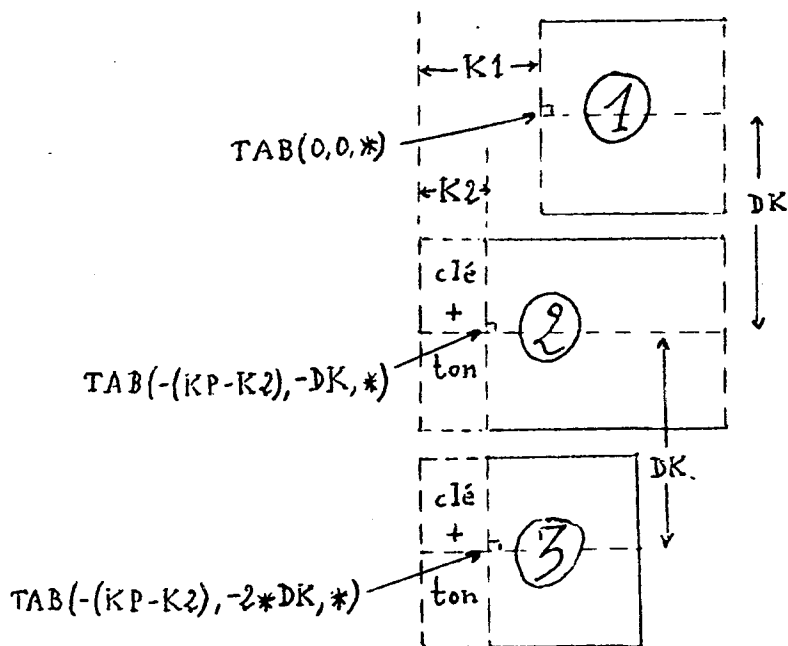 K1
1
TAB(0,0,*)
DK
K2
clé
+
2
ton
TAB(-(KP-K2),-DK,*)
DK.
clé
+
3
ton
TAB(-(KP-K2),-2*DK,*)